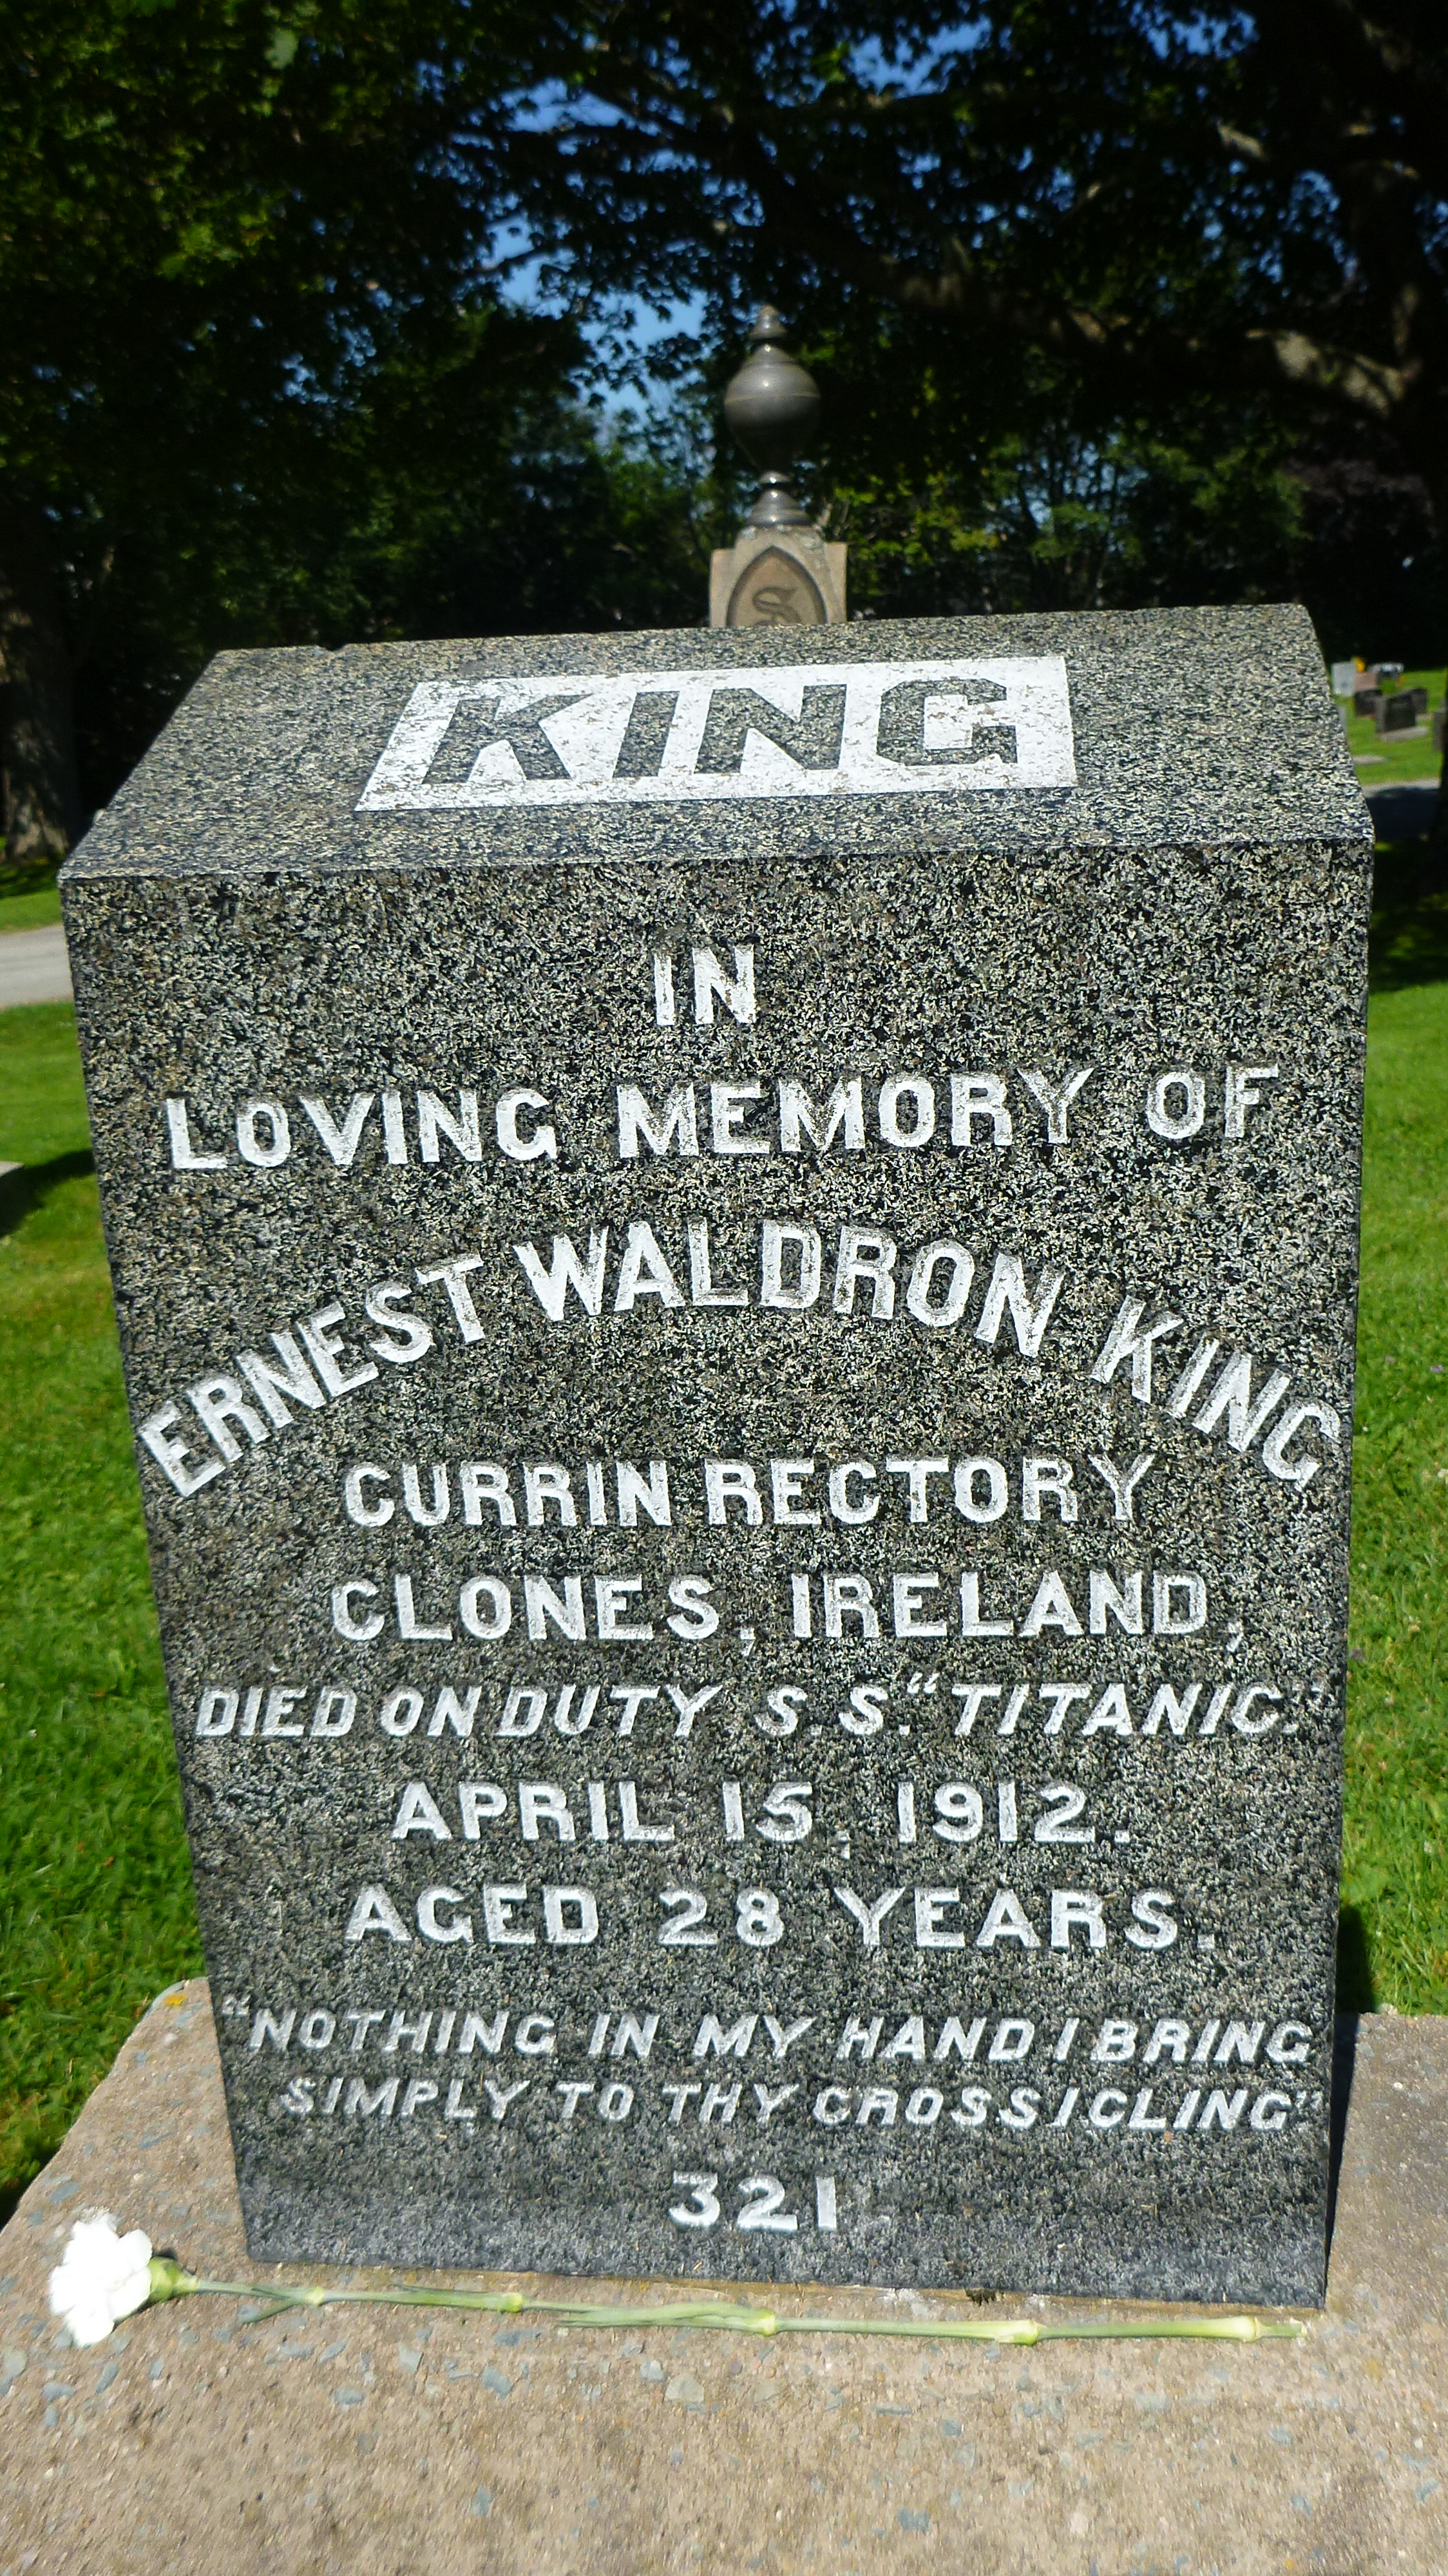 S
KING
IN
LOVING MEMORY OF
ERNEST WALDRON KING
CURRIN RECTORY
CLONES, IRELAND,
DIED ON DUTY S.S. "TITANIC."
APRIL 15, 1912.
AGED 28 YEARS.
"NOTHING IN MY HAND I BRING
SIMPLY TO THY CROSS I CLING"
321